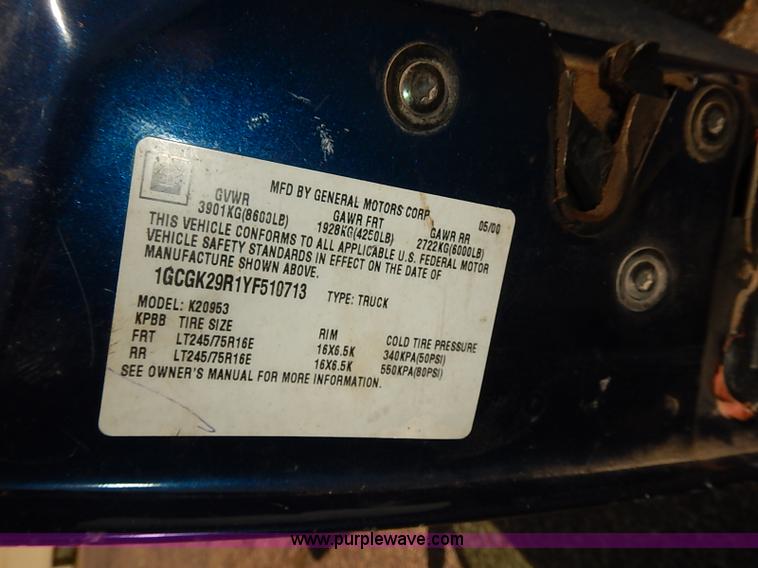 MFD BY GENERAL MOTORS CORP 05/00
GVWR GAWR FRT GAWR RR
3901KG(8600LB) 1928KG(4250LB) 2722KG(6000LB)
THIS VEHICLE CONFORMS TO ALL APPLICABLE U.S. FEDERAL MOTOR
VEHICLE SAFETY STANDARDS IN EFFECT ON THE DATE OF
MANUFACTURE SHOWN ABOVE.
1GCGK29R1YF510713 TYPE: TRUCK
MODEL: K20953
KPBB TIRE SIZE RIM COLD TIRE PRESSURE
FRT LT245/75R16E 16X6.5K 340KPA(50PSI)
RR LT245/75R16E 16X6.5K 550KPA(80PSI)
SEE OWNER'S MANUAL FOR MORE INFORMATION.
www.purplewave.com